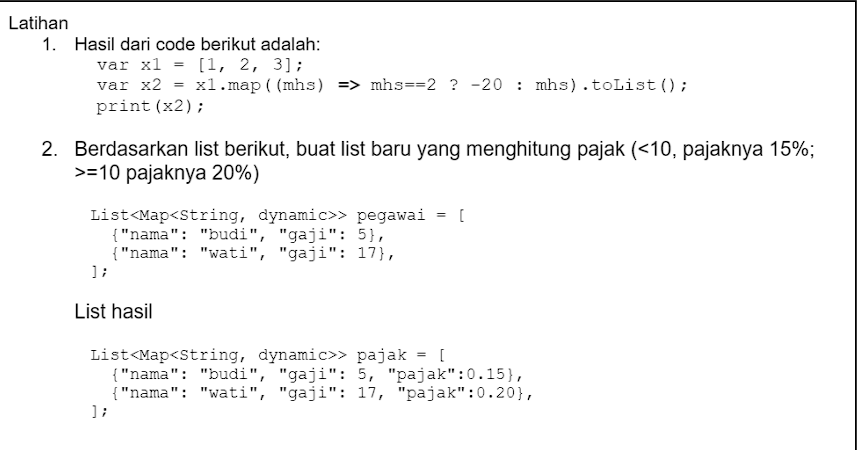 Latihan
1. Hasil dari code berikut adalah:
var x1 = [1, 2, 3];
var x2 = x1.map((mhs) => mhs==2 ? -20 : mhs).toList();
print(x2);
2. Berdasarkan list berikut, buat list baru yang menghitung pajak (<10, pajaknya 15%;
>=10 pajaknya 20%)
List<Map<String, dynamic>> pegawai = [
{"nama": "budi", "gaji": 5},
{"nama": "wati", "gaji": 17},
];
List hasil
List<Map<String, dynamic>> pajak = [
{"nama": "budi", "gaji": 5, "pajak":0.15},
{"nama": "wati", "gaji": 17, "pajak":0.20},
];